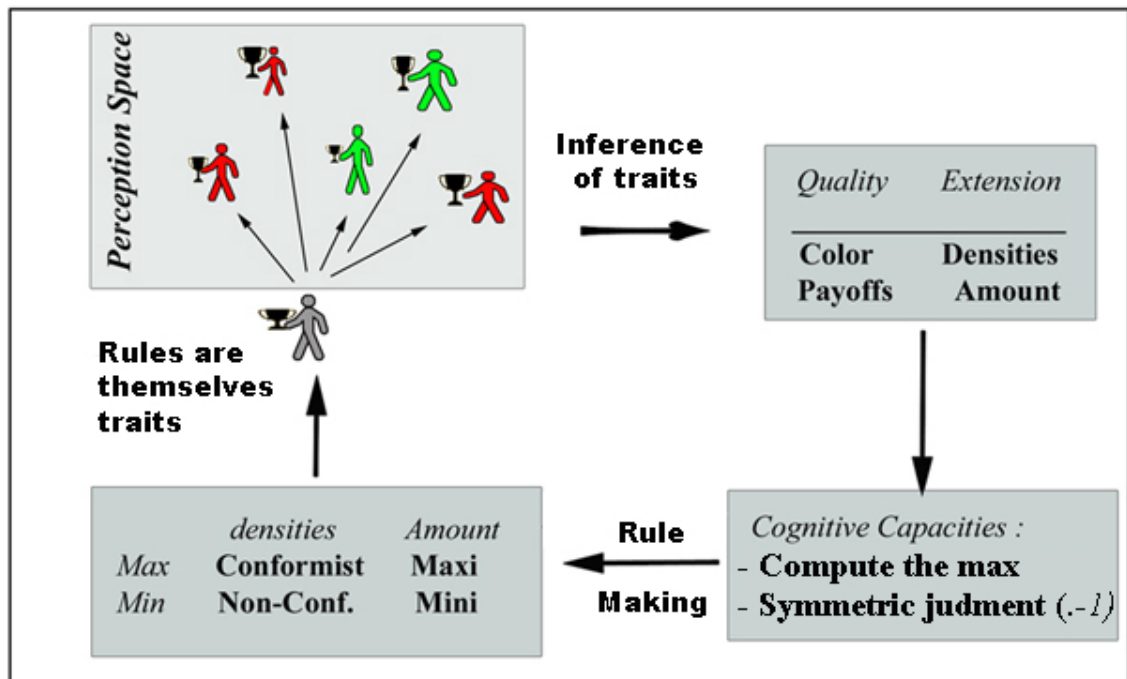 Perception Space
Inference
of traits
Quality Extension
Color Densities
Payoffs Amount
Rules are
themselves
traits
densities Amount
Max Conformist Maxi
Min Non-Conf. Mini
Rule
Making
Cognitive Capacities :
- Compute the max
- Symmetric judgment (.-1)